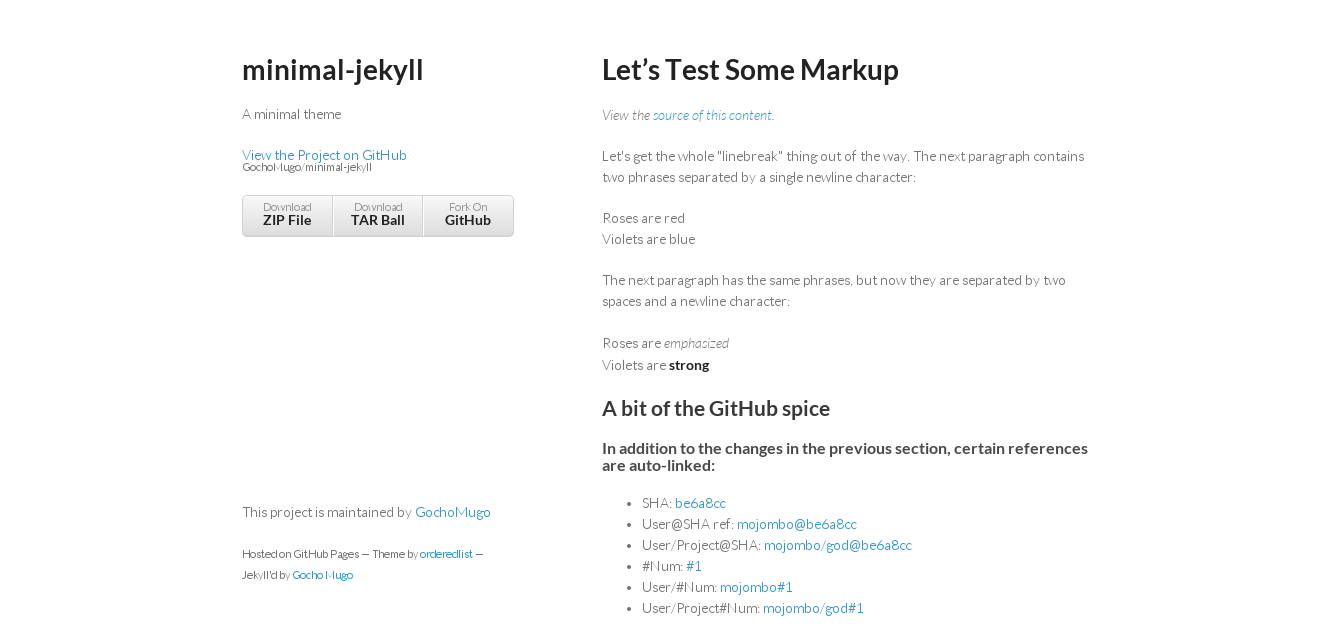 minimal-jekyll
A minimal theme
View the Project on GitHub
GochoMugo/minimal-jekyll
Download
ZIP File
Download
TAR Ball
Fork On
GitHub
This project is maintained by GochoMugo
Hosted on GitHub Pages — Theme by orderedlist —
Jekyll'd by Gocho Mugo
Let’s Test Some Markup
View the source of this content.
Let's get the whole "linebreak" thing out of the way. The next paragraph contains
two phrases separated by a single newline character:
Roses are red
Violets are blue
The next paragraph has the same phrases, but now they are separated by two
spaces and a newline character:
Roses are emphasized
Violets are strong
A bit of the GitHub spice
In addition to the changes in the previous section, certain references
are auto-linked:
• SHA: be6a8cc
• User@SHA ref: mojombo@be6a8cc
• User/Project@SHA: mojombo/god@be6a8cc
• #Num: #1
• User/#Num: mojombo#1
• User/Project#Num: mojombo/god#1